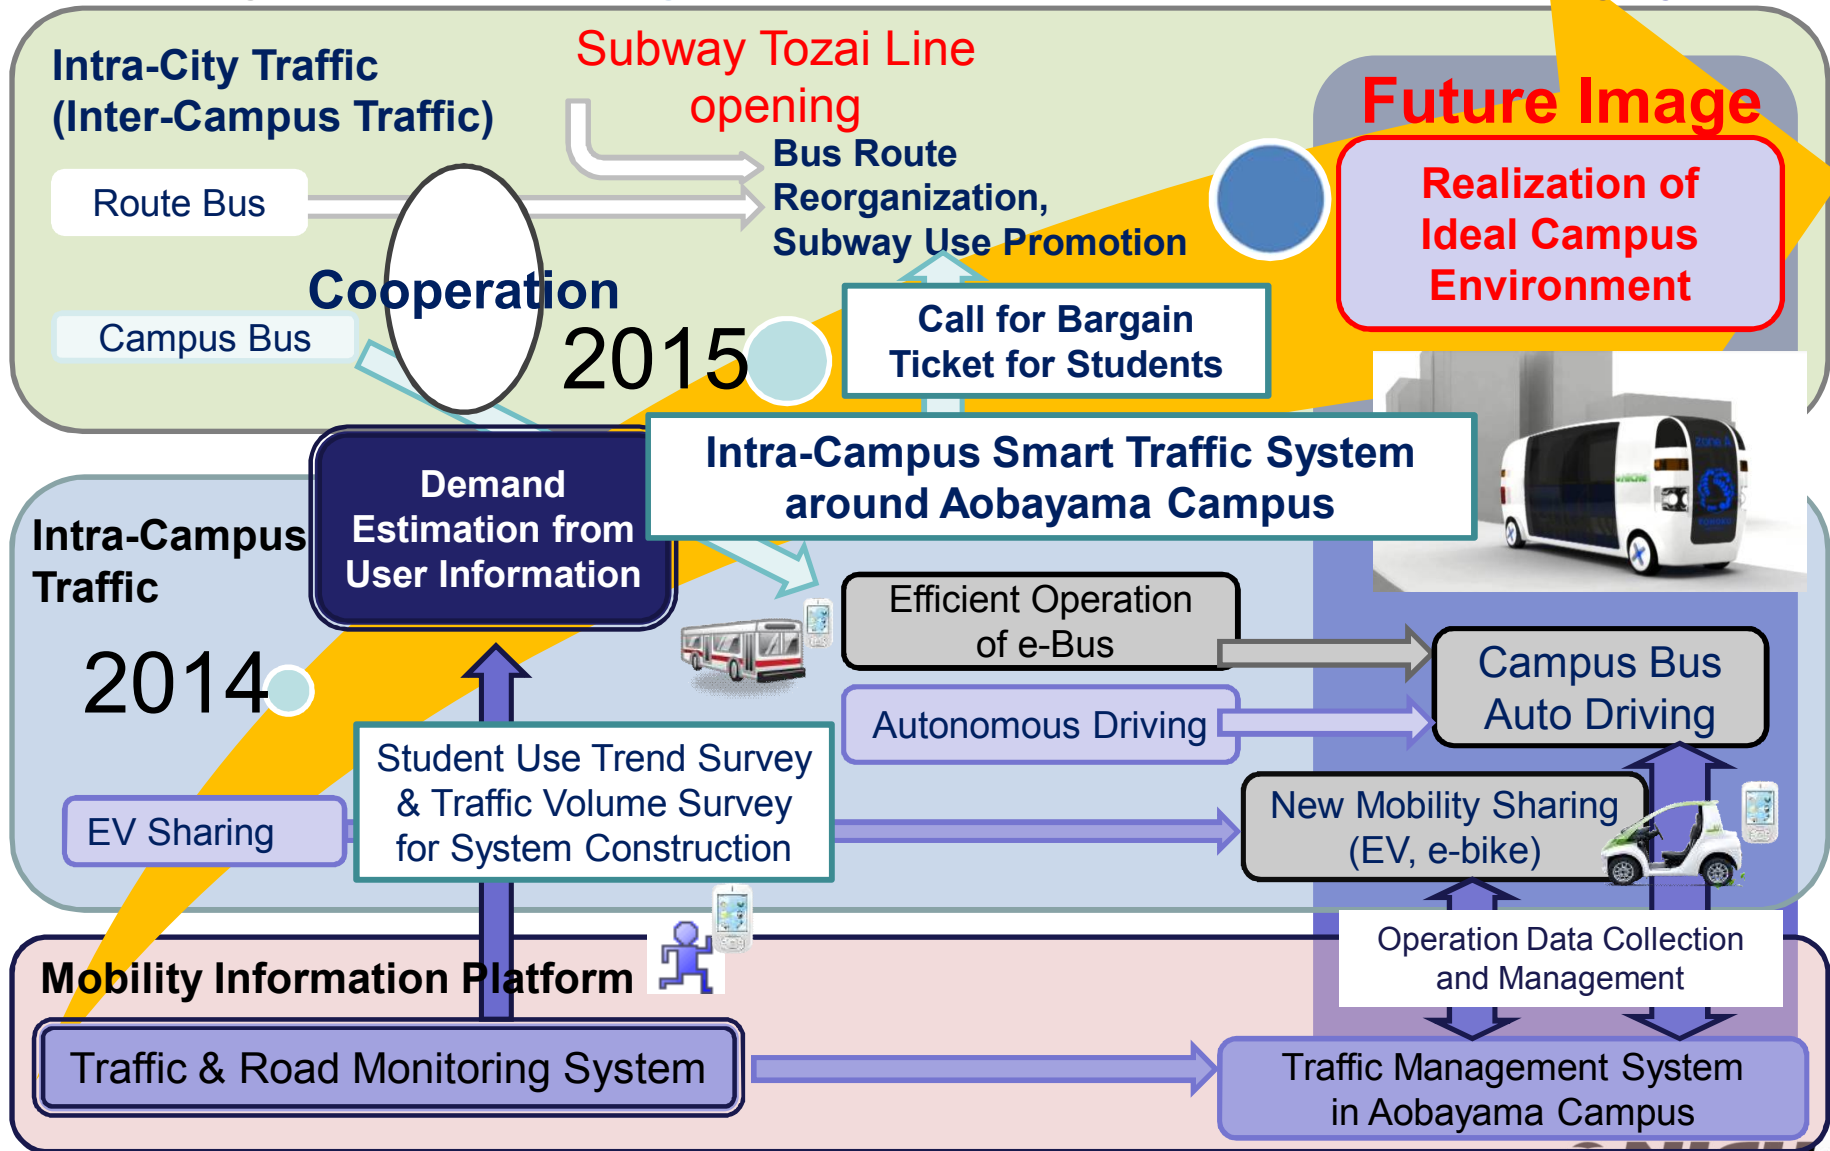 Intra-City Traffic
(Inter-Campus Traffic)
Subway Tozai Line
opening
Future Image
Bus Route
Reorganization,
Subway Use Promotion
Route Bus
Realization of
Ideal Campus
Environment
Cooperation
Campus Bus
2015
Call for Bargain
Ticket for Students
Intra-Campus Smart Traffic System
around Aobayama Campus
zone A
Demand
Estimation from
User Information
Intra-Campus
Traffic
Efficient Operation
of e-Bus
2014
Campus Bus
Auto Driving
Autonomous Driving
Student Use Trend Survey
& Traffic Volume Survey
for System Construction
EV Sharing
New Mobility Sharing
(EV, e-bike)
Operation Data Collection
and Management
Mobility Information Platform
Traffic & Road Monitoring System
Traffic Management System
in Aobayama Campus